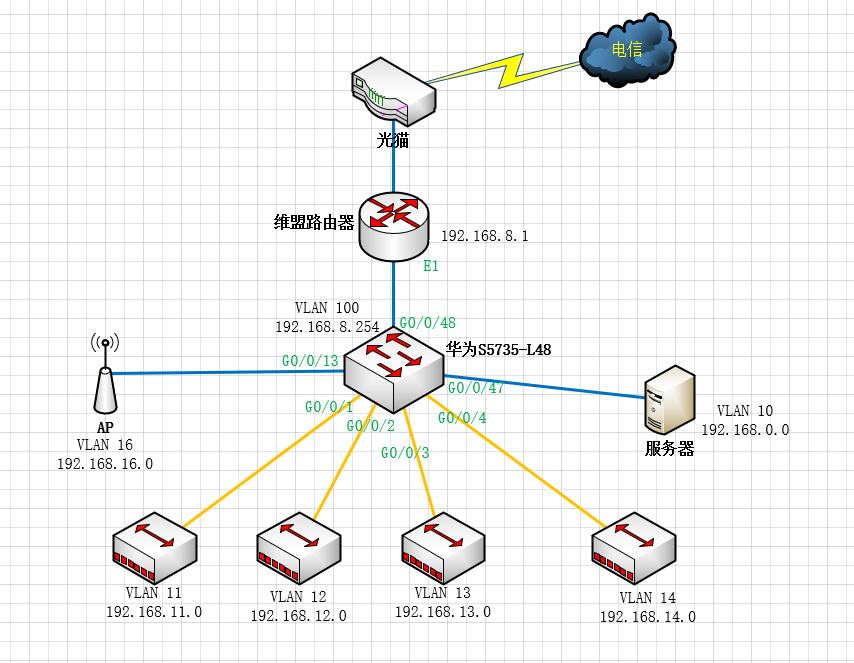 电信
光猫
维盟路由器
192.168.8.1
E1
VLAN 100
192.168.8.254
G0/0/48
华为S5735-L48
G0/0/13
G0/0/47
G0/0/1
G0/0/2
G0/0/3
G0/0/4
AP
VLAN 16
192.168.16.0
VLAN 10
192.168.0.0
服务器
VLAN 11
192.168.11.0
VLAN 12
192.168.12.0
VLAN 13
192.168.13.0
VLAN 14
192.168.14.0